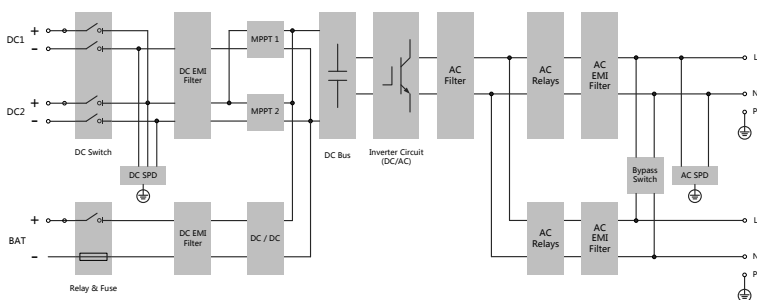 DC1
+
-
DC2
+
-
DC Switch
DC SPD
DC EMI
Filter
MPPT 1
MPPT 2
DC Bus
Inverter Circuit
(DC/AC)
AC
Filter
AC
Relays
AC
EMI
Filter
L
N
P
Bypass
Switch
AC SPD
BAT
+
-
Relay & Fuse
DC EMI
Filter
DC / DC
AC
Relays
AC
EMI
Filter
L
N
P